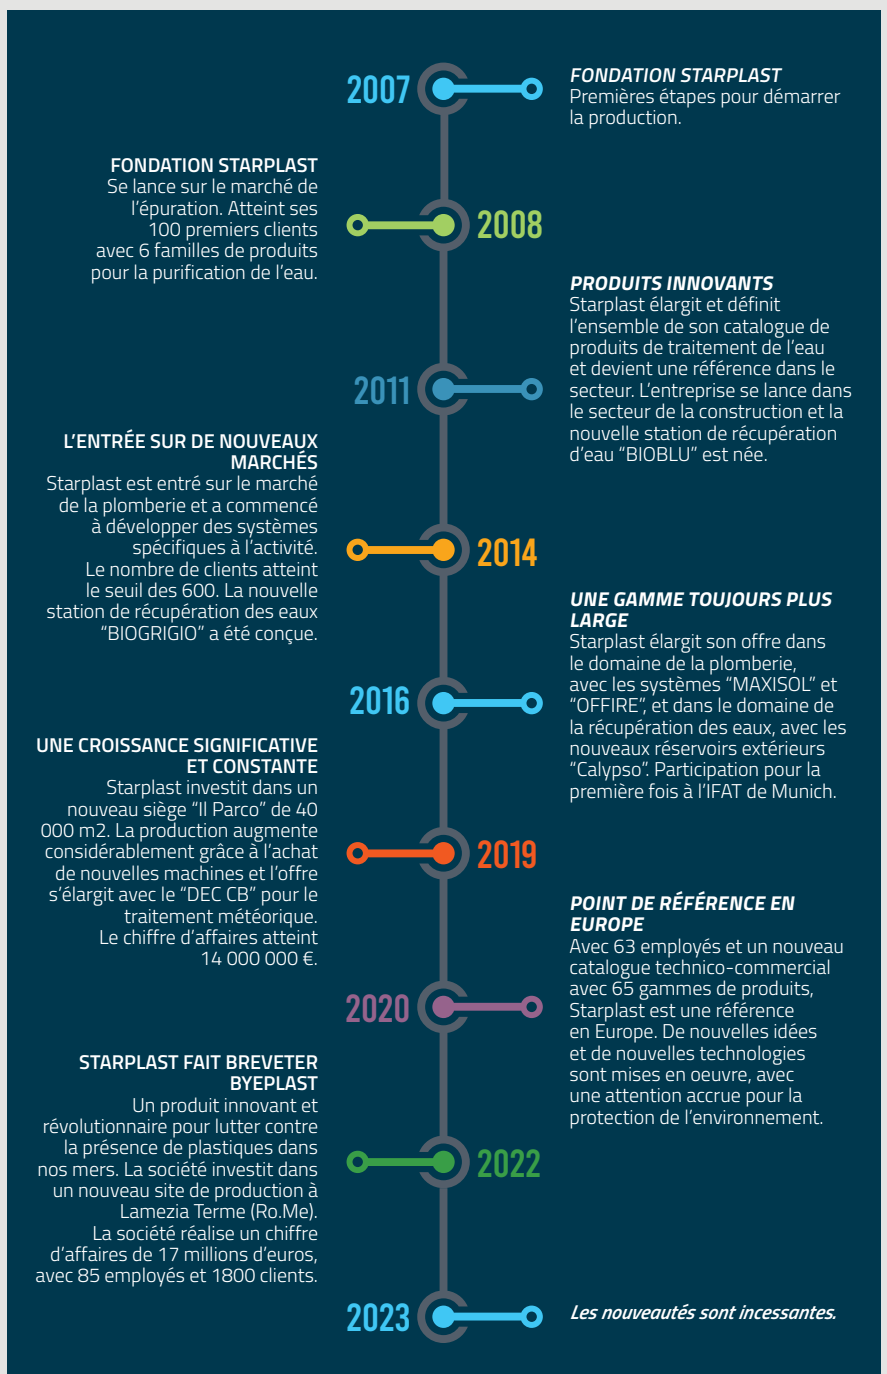 2007
FONDATION STARPLAST
Premières étapes pour démarrer
la production.
FONDATION STARPLAST
Se lance sur le marché de
l’épuration. Atteint ses
100 premiers clients
avec 6 familles de produits
pour la purification de l’eau.
2008
PRODUITS INNOVANTS
Starplast élargit et définit
l’ensemble de son catalogue de
produits de traitement de l’eau
et devient une référence dans le
secteur. L’entreprise se lance dans
le secteur de la construction et la
nouvelle station de récupération
d’eau “BIOBLU” est née.
2011
L’ENTRÉE SUR DE NOUVEAUX
MARCHÉS
Starplast est entré sur le marché
de la plomberie et a commencé
à développer des systèmes
spécifiques à l’activité.
Le nombre de clients atteint
le seuil des 600. La nouvelle
station de récupération des eaux
“BIOGRIGIO” a été conçue.
2014
UNE GAMME TOUJOURS PLUS
LARGE
Starplast élargit son offre dans
le domaine de la plomberie,
avec les systèmes “MAXISOL” et
“OFFIRE”, et dans le domaine de
la récupération des eaux, avec les
nouveaux réservoirs extérieurs
“Calypso”. Participation pour la
première fois à l’IFAT de Munich.
2016
UNE CROISSANCE SIGNIFICATIVE
ET CONSTANTE
Starplast investit dans un
nouveau siège “Il Parco” de 40
000 m2. La production augmente
considérablement grâce à l’achat
de nouvelles machines et l’offre
s’élargit avec le “DEC CB” pour le
traitement météorique.
Le chiffre d’affaires atteint
14 000 000 €.
2019
POINT DE RÉFÉRENCE EN
EUROPE
Avec 63 employés et un nouveau
catalogue technico-commercial
avec 65 gammes de produits,
Starplast est une référence
en Europe. De nouvelles idées
et de nouvelles technologies
sont mises en oeuvre, avec
une attention accrue pour la
protection de l’environnement.
2020
STARPLAST FAIT BREVETER
BYEPLAST
Un produit innovant et
révolutionnaire pour lutter contre
la présence de plastiques dans
nos mers. La société investit dans
un nouveau site de production à
Lamezia Terme (Ro.Me).
La société réalise un chiffre
d’affaires de 17 millions d’euros,
avec 85 employés et 1800 clients.
2022
2023
Les nouveautés sont incessantes.